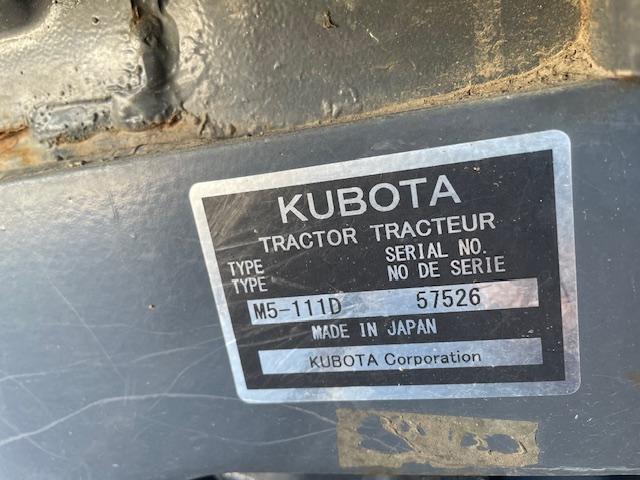 KUBOTA
TRACTOR TRACTEUR
TYPE SERIAL NO.
TYPE NO DE SERIE
M5-111D 57526
MADE IN JAPAN
KUBOTA Corporation